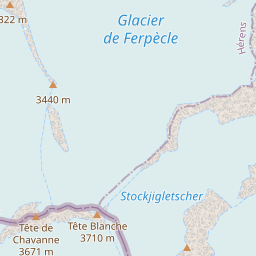 Glacier
de Ferpècle
322 m
Hérens
3440 m
Stockjigletscher
Tête de
Chavanne
3671 m
Tête Blanche
3710 m